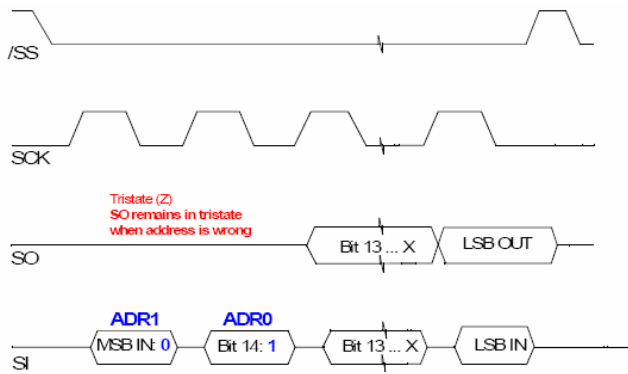 /SS
SCK
Tristate (Z)
SO remains in tristate
when address is wrong
SO
Bit 13 ... X
LSB OUT
ADR1
ADR0
SI
MSB IN: 0
Bit 14: 1
Bit 13 ... X
LSB IN